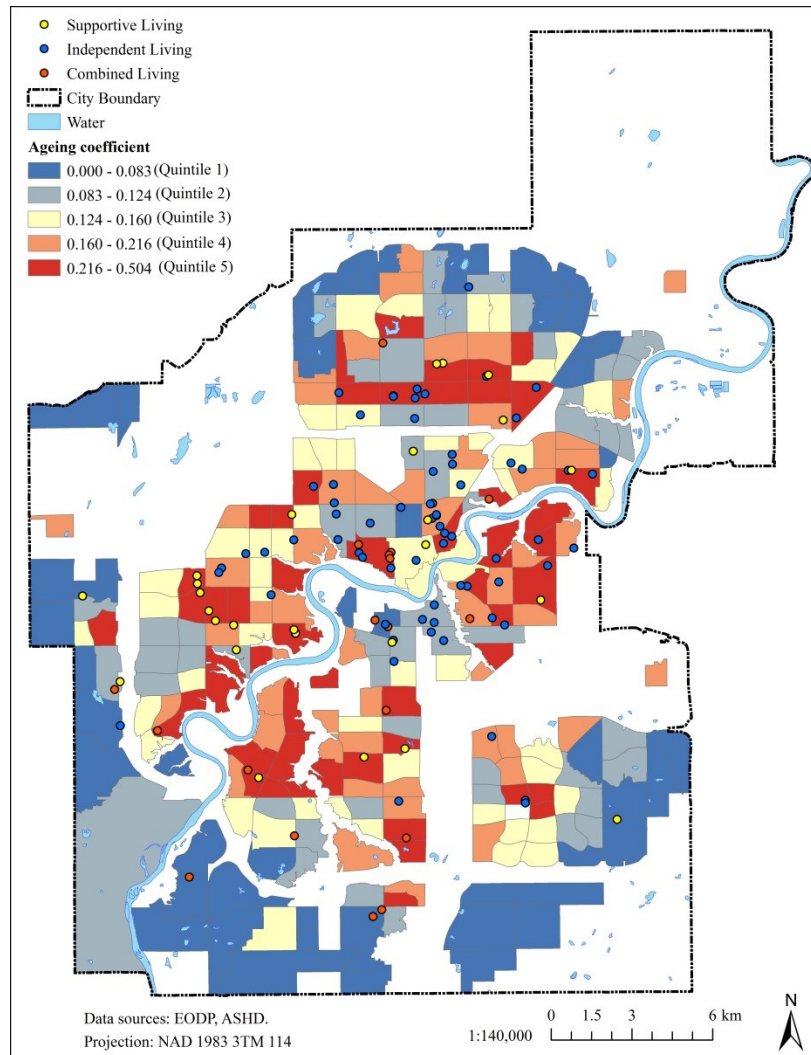 Supportive Living
Independent Living
Combined Living
City Boundary
Water
Ageing coefficient
0.000 - 0.083 (Quintile 1)
0.083 - 0.124 (Quintile 2)
0.124 - 0.160 (Quintile 3)
0.160 - 0.216 (Quintile 4)
0.216 - 0.504 (Quintile 5)
Data sources: EODP, ASHD.
Projection: NAD 1983 3TM 114
1:140,000
0 1.5 3 6 km
N